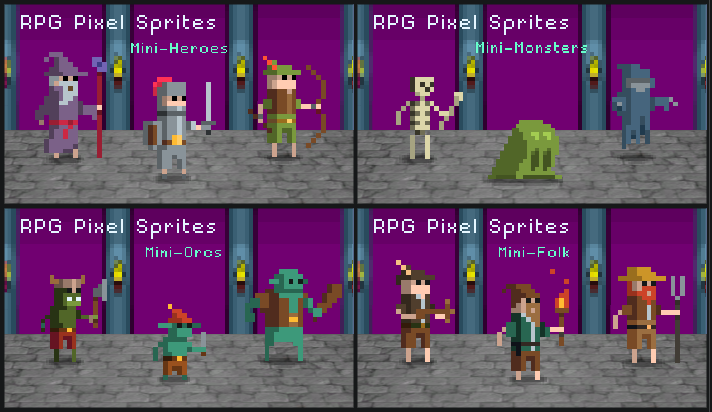 RPG Pixel Sprites
Mini-Heroes
RPG Pixel Sprites
Mini-Monsters
RPG Pixel Sprites
Mini-Orcs
RPG Pixel Sprites
Mini-Folk